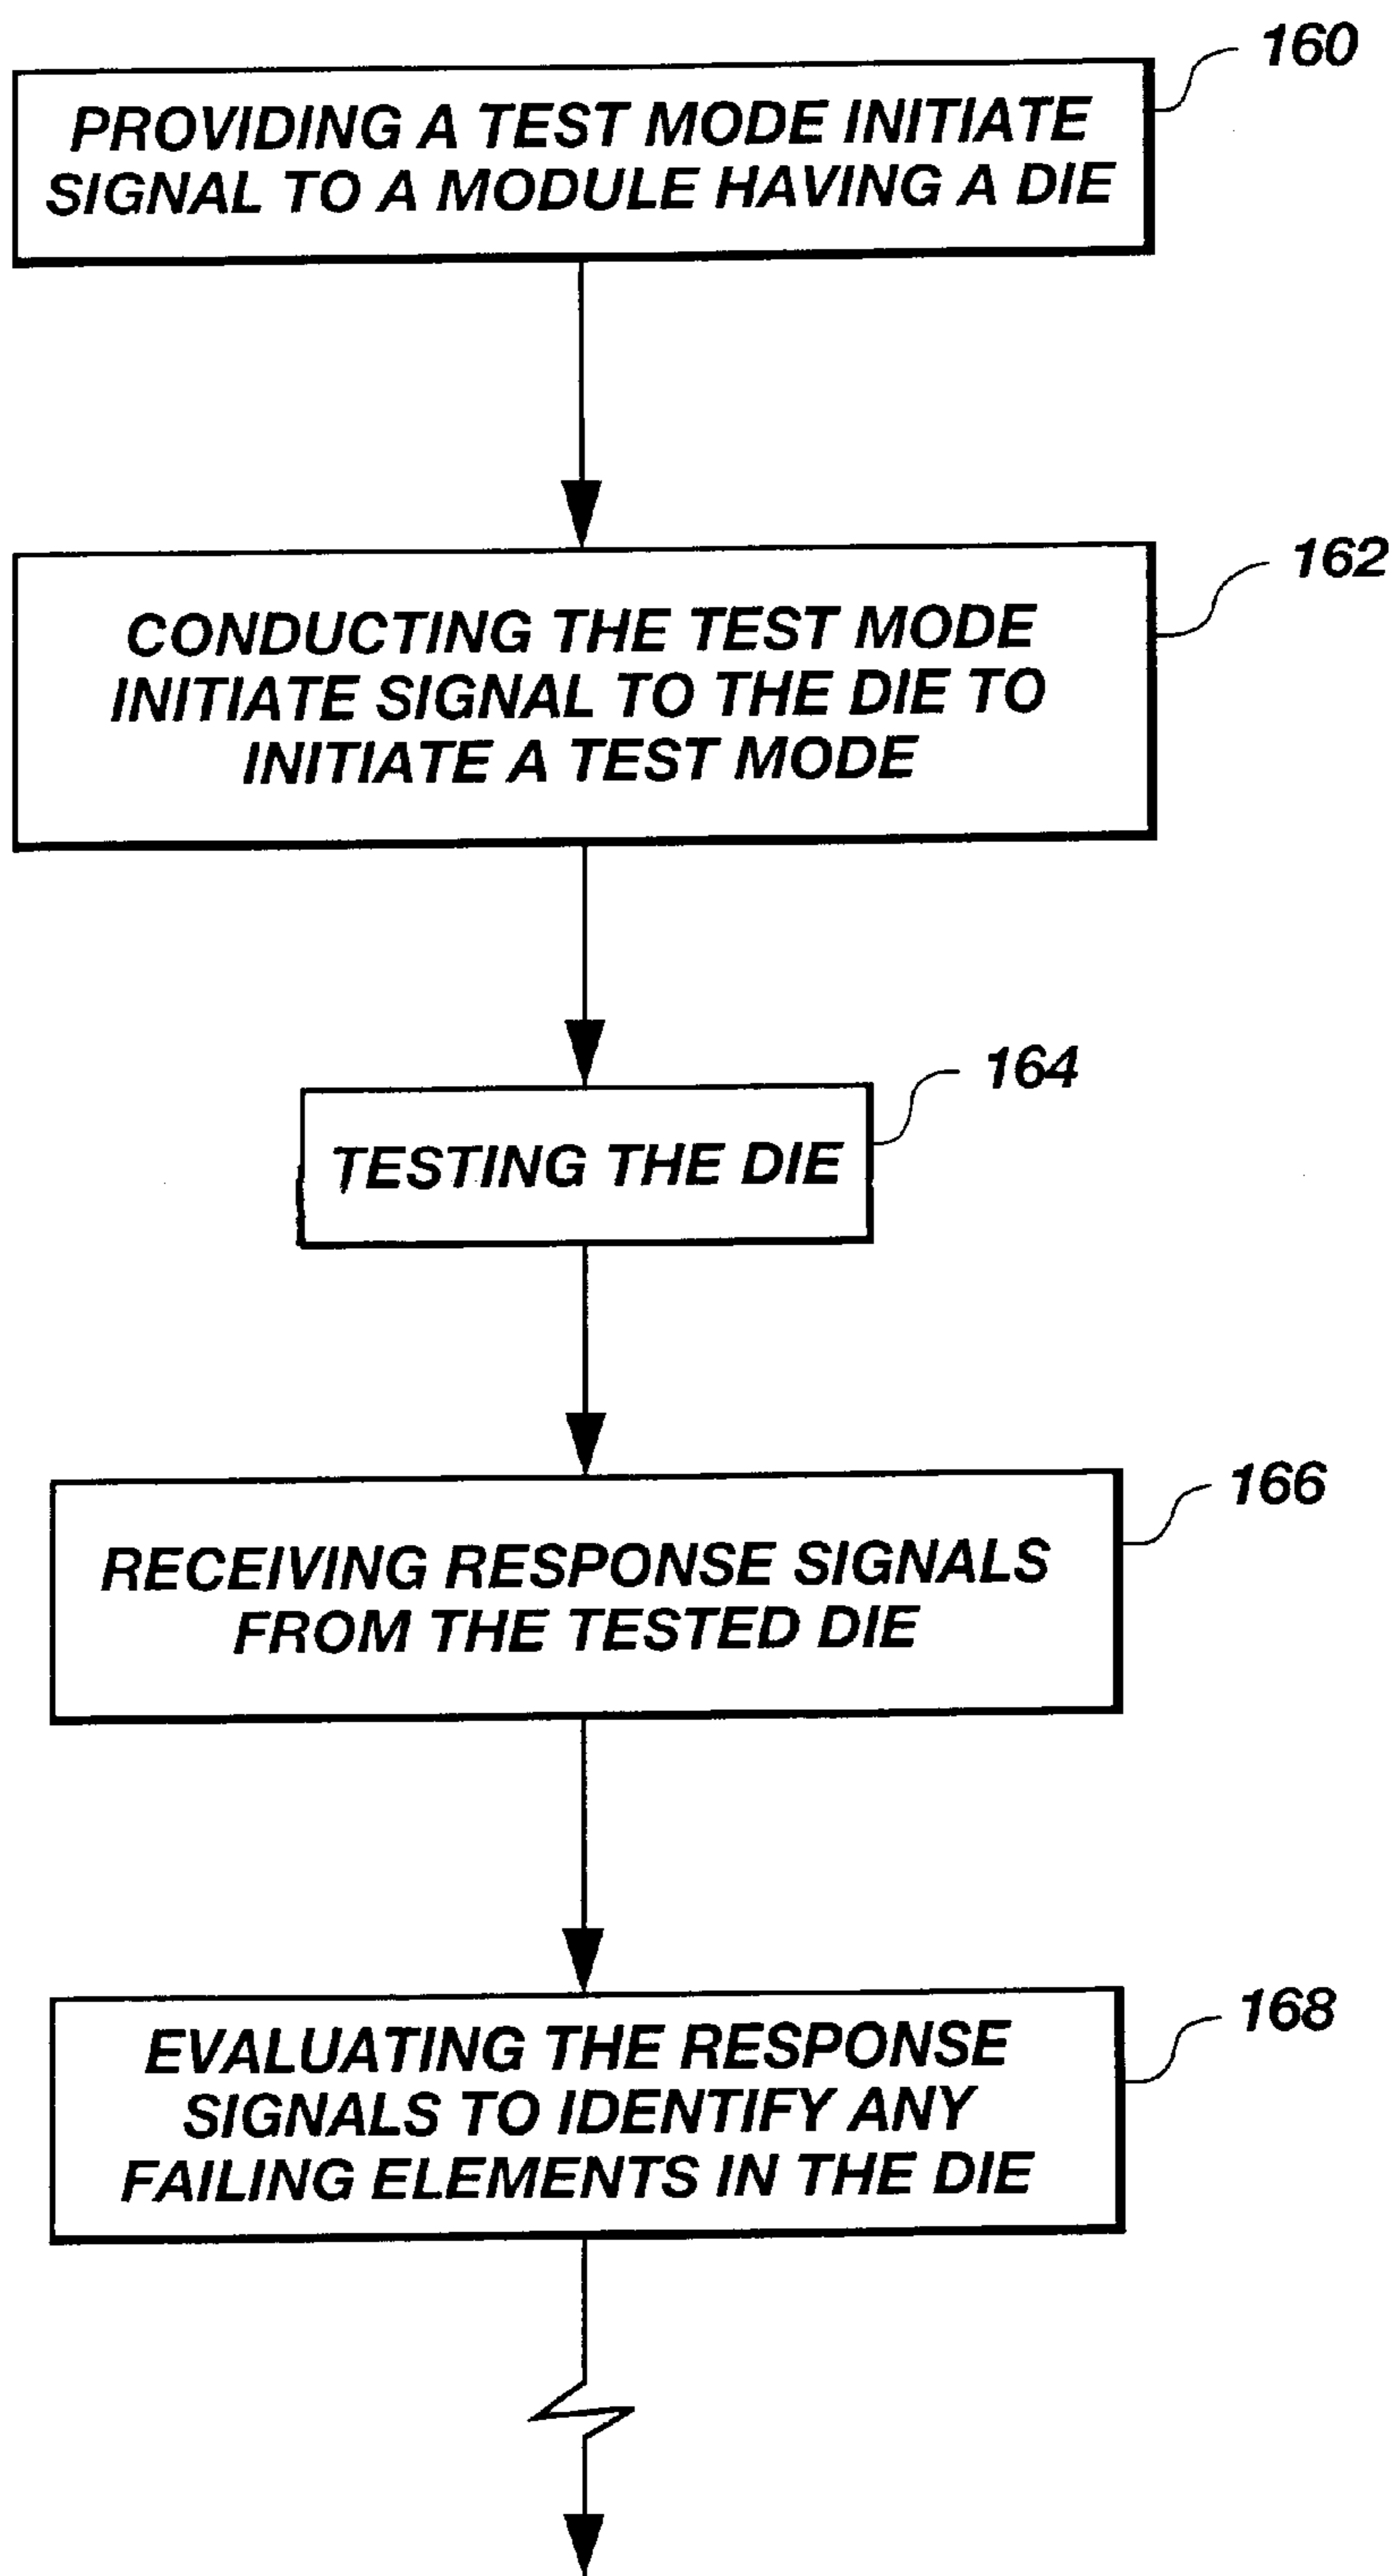 160
PROVIDING A TEST MODE INITIATE
SIGNAL TO A MODULE HAVING A DIE
162
CONDUCTING THE TEST MODE
INITIATE SIGNAL TO THE DIE TO
INITIATE A TEST MODE
164
TESTING THE DIE
166
RECEIVING RESPONSE SIGNALS
FROM THE TESTED DIE
168
EVALUATING THE RESPONSE
SIGNALS TO IDENTIFY ANY
FAILING ELEMENTS IN THE DIE